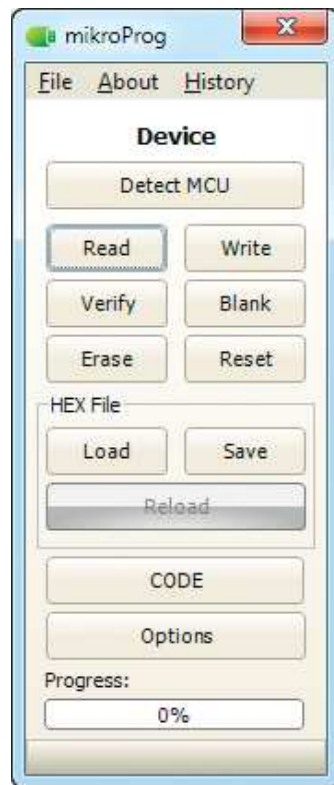 mikroProg
File About History
Device
Detect MCU
Read Write
Verify Blank
Erase Reset
HEX File
Load Save
Reload
CODE
Options
Progress:
0%